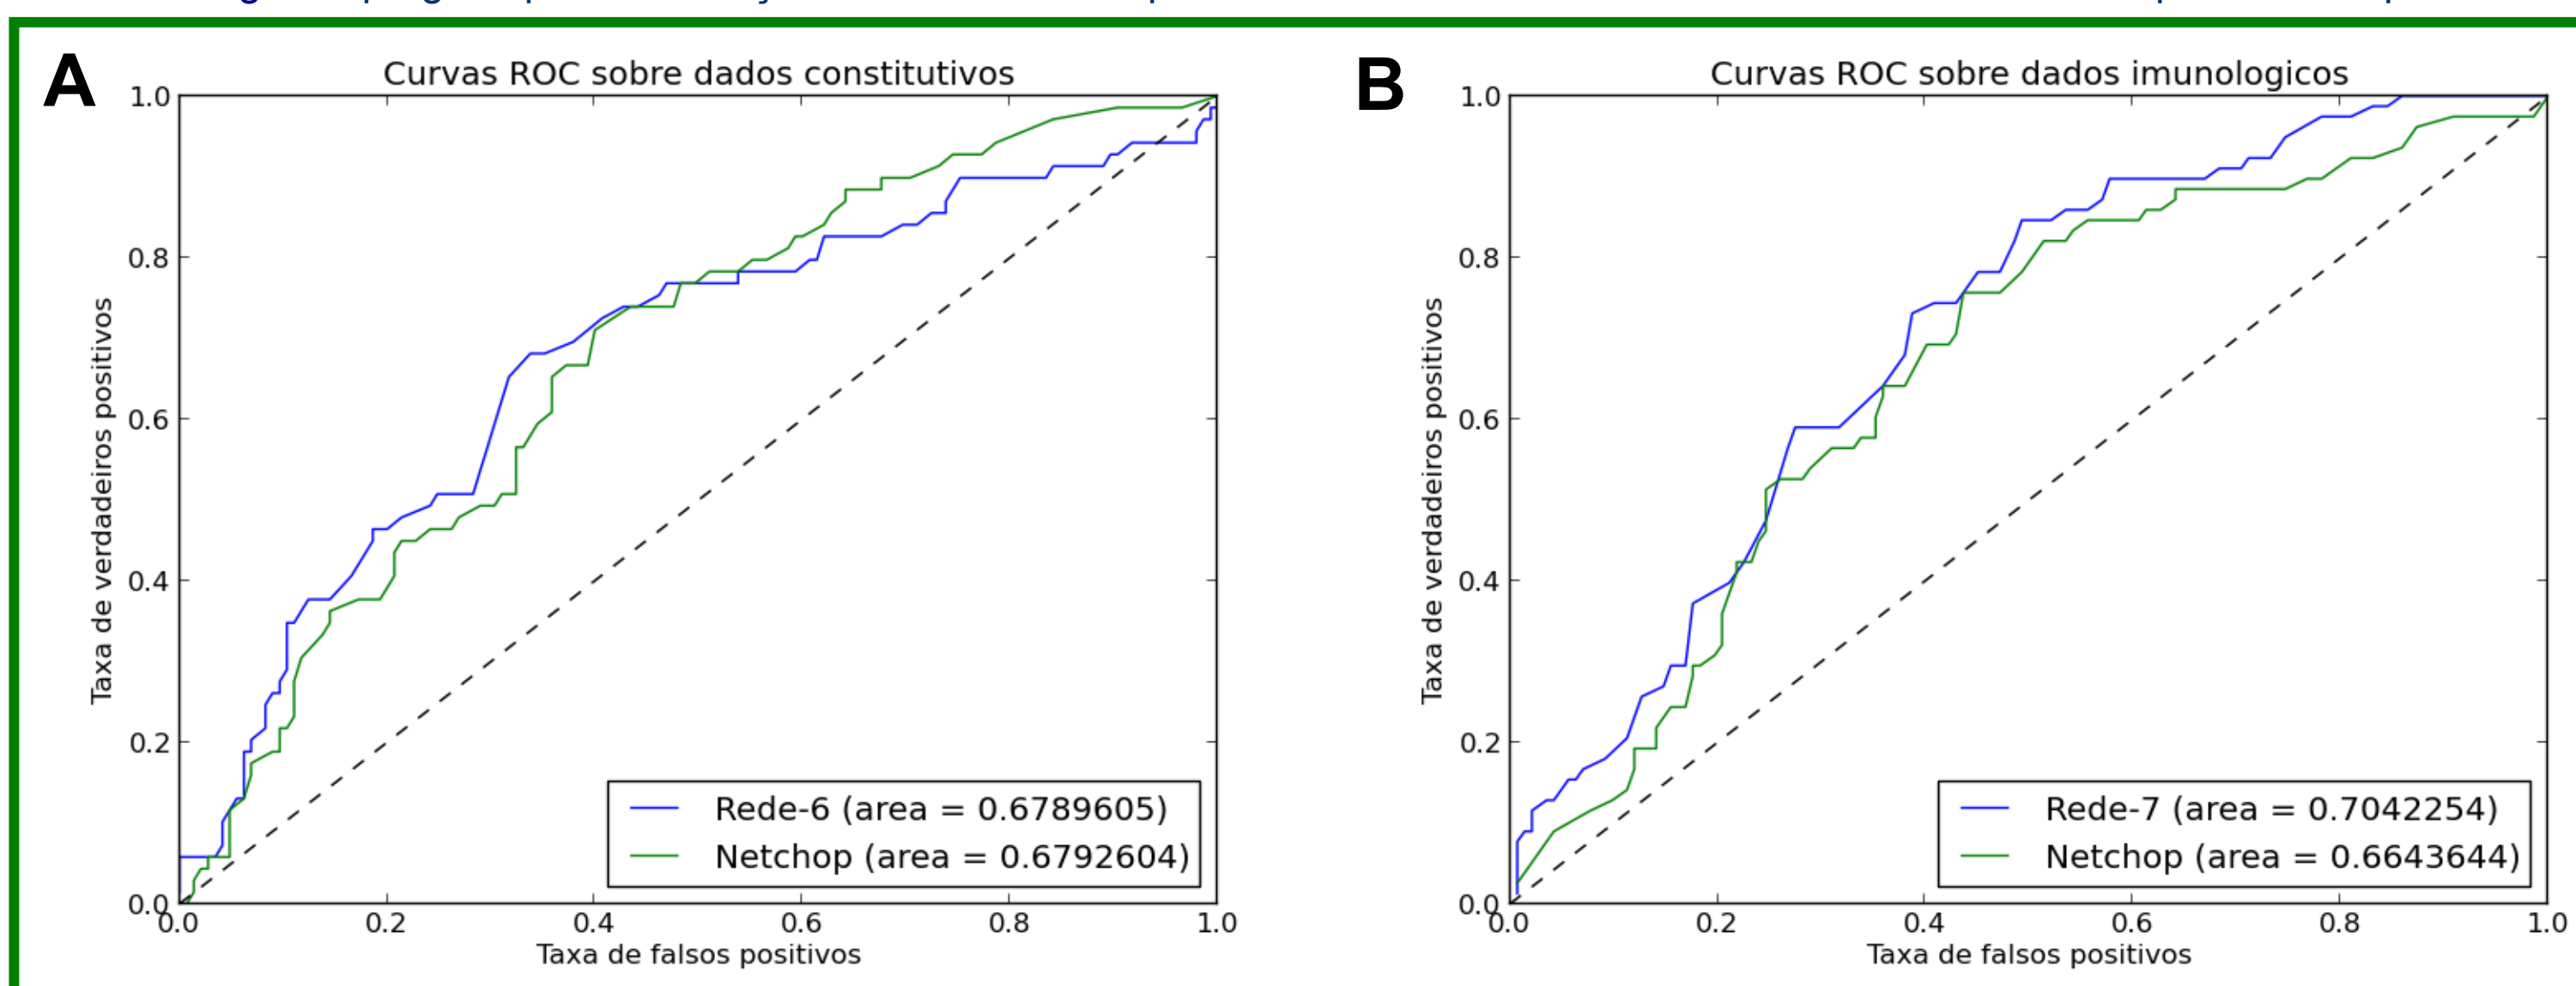 A
Curvas ROC sobre dados constitutivos
1.0
0.8
0.6
0.4
0.2
0.0
Taxa de verdadeiros positivos
Rede-6 (area = 0.6789605)
Netchop (area = 0.6792604)
0.0 0.2 0.4 0.6 0.8 1.0
Taxa de falsos positivos
B
Curvas ROC sobre dados imunologicos
1.0
0.8
0.6
0.4
0.2
0.0
Taxa de verdadeiros positivos
Rede-7 (area = 0.7042254)
Netchop (area = 0.6643644)
0.0 0.2 0.4 0.6 0.8 1.0
Taxa de falsos positivos